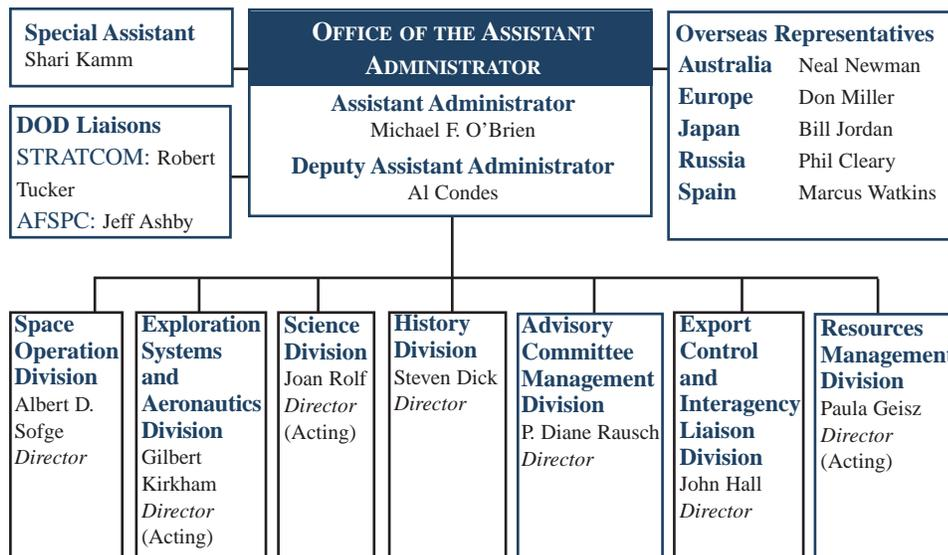 Special Assistant
Shari Kamm
DOD Liaisons
STRATCOM: Robert
Tucker
AFSPC: Jeff Ashby
OFFICE OF THE ASSISTANT
ADMINISTRATOR
Assistant Administrator
Michael F. O’Brien
Deputy Assistant Administrator
Al Condes
Overseas Representatives
Australia Neal Newman
Europe Don Miller
Japan Bill Jordan
Russia Phil Cleary
Spain Marcus Watkins
Space
Operation
Division
Albert D.
Sofge
Director
Exploration
Systems
and
Aeronautics
Division
Gilbert
Kirkham
Director
(Acting)
Science
Division
Joan Rolf
Director
(Acting)
History
Division
Steven Dick
Director
Advisory
Committee
Management
Division
P. Diane Rausch
Director
Export
Control
and
Interagency
Liaison
Division
John Hall
Director
Resources
Management
Division
Paula Geisz
Director
(Acting)